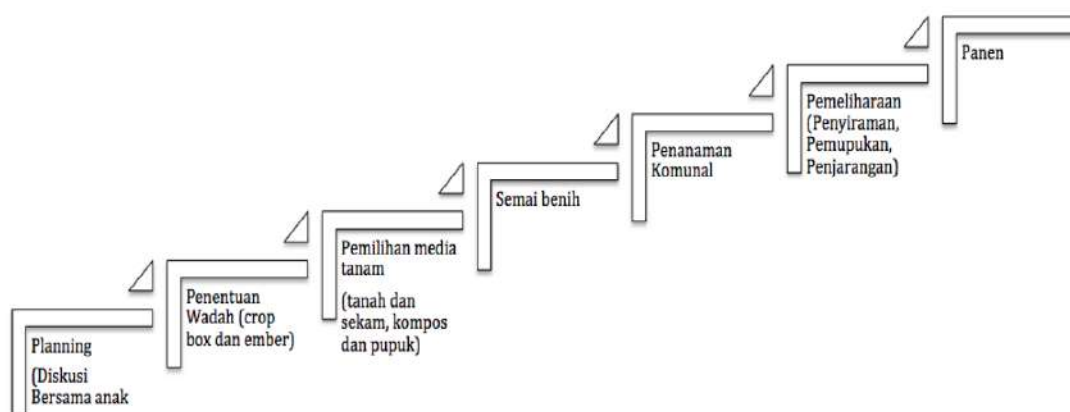 Planning
(Diskusi
Bersama anak
Penentuan
Wadah (crop
box dan ember)
Pemilihan media
tanam
(tanah dan
sekam, kompos
dan pupuk)
Semai benih
Penanaman
Komunal
Pemeliharaan
(Penyiraman,
Pemupukan,
Penjarangan)
Panen